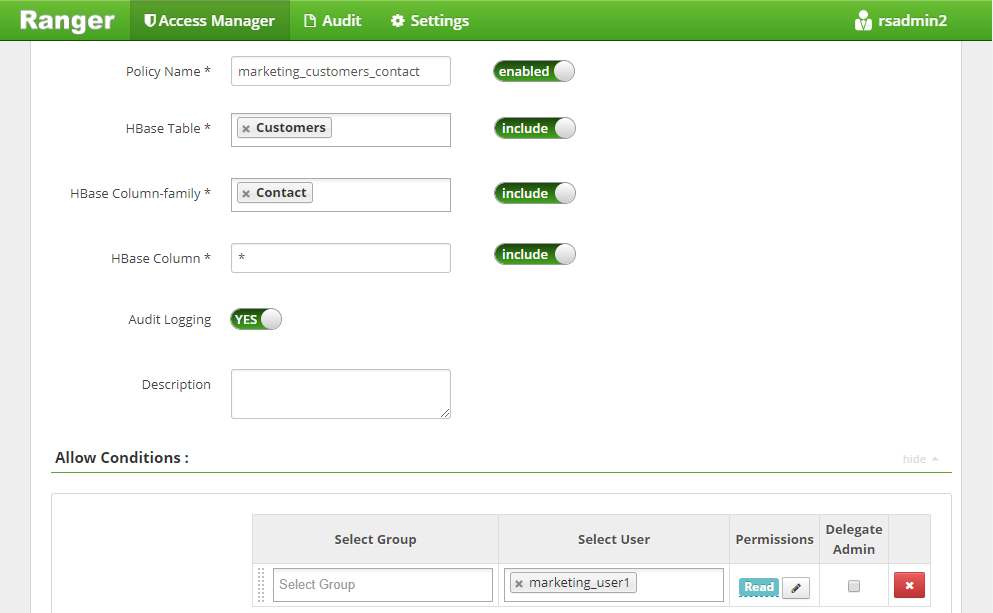 Ranger Access Manager Audit Settings rsadmin2
Policy Name * marketing_customers_contact enabled
HBase Table * × Customers include
HBase Column-family * × Contact include
HBase Column * * include
Audit Logging YES
Description
Allow Conditions : hide
Select Group Select User Permissions Delegate Admin
Select Group × marketing_user1 Read